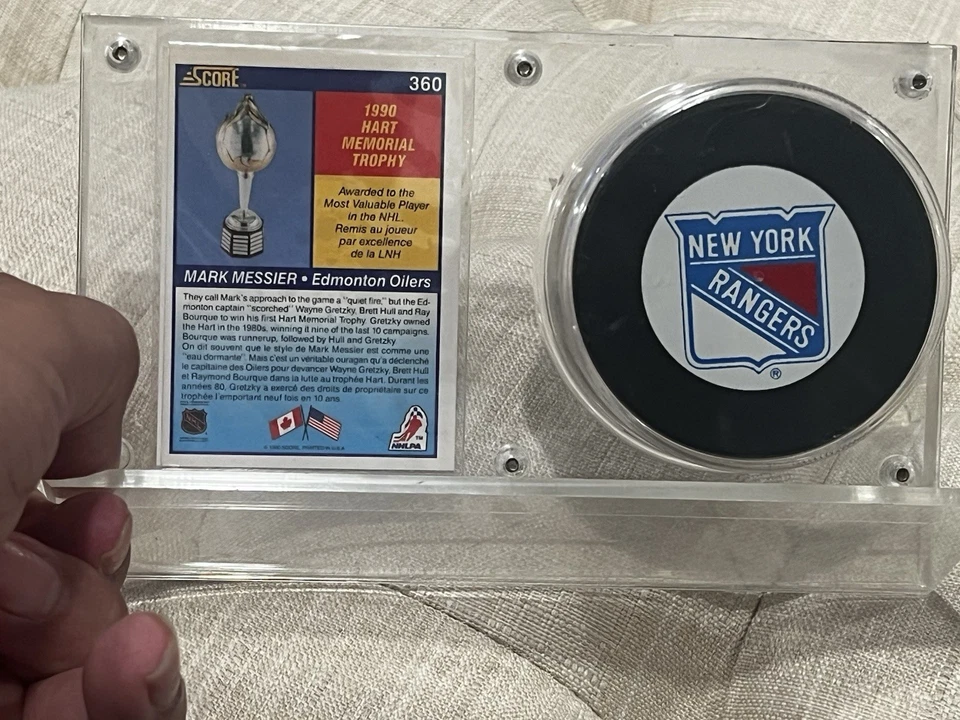 SCORE
360
1990
HART
MEMORIAL
TROPHY
Awarded to the
Most Valuable Player
in the NHL.
Remis au joueur
par excellence
de la LNH
MARK MESSIER • Edmonton Oilers
They call Mark's approach to the game a "quiet fire," but the Ed-
monton captain "scorched" Wayne Gretzky, Brett Hull and Ray
Bourque to win his first Hart Memorial Trophy. Gretzky owned
the Hart in the 1980s, winning it nine of the last 10 campaigns.
Bourque was runnerup, followed by Hull and Gretzky
On dit souvent que le style de Mark Messier est comme une
"eau dormante". Mais c'est un véritable ouragan qu'a déclenché
le capitaine des Oilers pour devancer Wayne Gretzky, Brett Hull
et Raymond Bourque dans la lutte au trophée Hart. Durant les
années 80, Gretzky a exercé des droits de propriétaire sur ce
trophée l'emportant neuf fois en 10 ans.
NHL
NHLPA
TM
© 1990 SCORE, PRINTED IN U.S.A.
NEW YORK
RANGERS
®